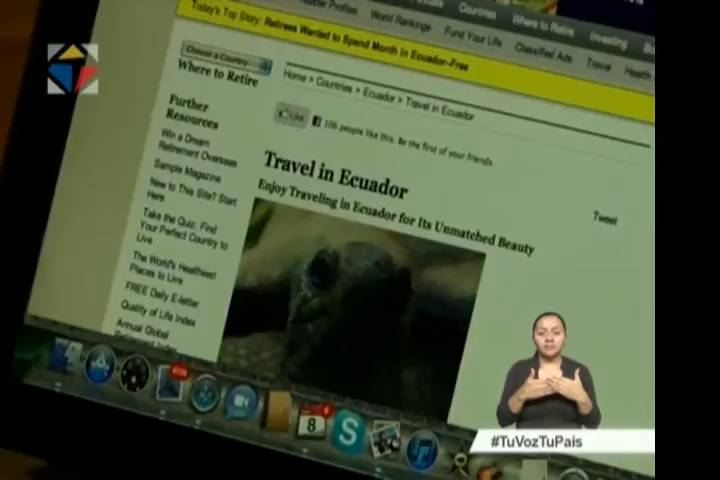 Countries
Where to Retire
Investing
World Rankings
Fund Your Life
Classified Ads
Travel
Health
Today's Top Story: Retirees Wanted to Spend Month In Ecuador–Free
Choose a Country
Where to Retire
Home > Countries > Ecuador > Travel in Ecuador
Like
106 people like this. Be the first of your friends.
Further
Resources
Win a Dream
Retirement Overseas
Sample Magazine
New to This Site? Start
Here
Take the Quiz: Find
Your Perfect Country to
Live
The World's Healthiest
Places to Live
FREE Daily E-letter
Quality of Life Index
Annual Global
Travel in Ecuador
Enjoy Traveling in Ecuador for Its Unmatched Beauty
Tweet
8
S
#TuVozTuPais